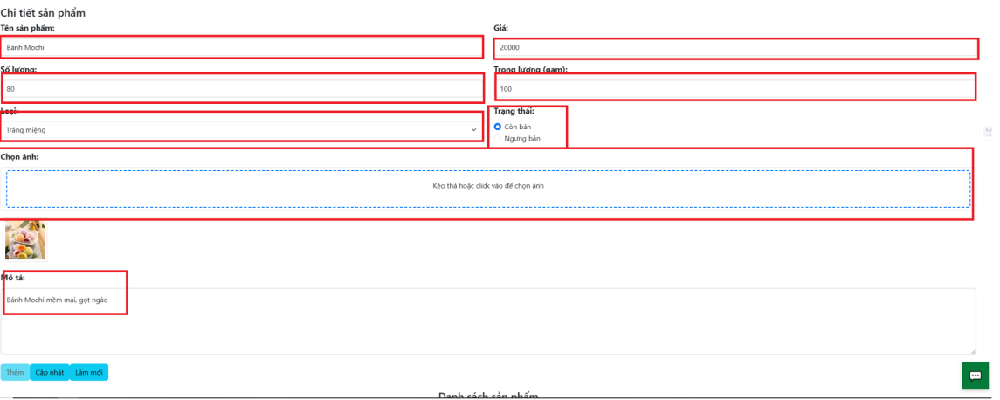 Chi tiết sản phẩm
Tên sản phẩm:
Giá:
Bánh Mochi
20000
Số lượng:
Trọng lượng (gam):
80
100
Loại:
Trạng thái:
Tráng miệng
Còn bán
Ngưng bán
Chọn ảnh:
Kéo thả hoặc click vào để chọn ảnh
Mô tả:
Bánh Mochi mềm mại, gọt ngào
Thêm
Cập nhật
Làm mới
Danh sách sản phẩm